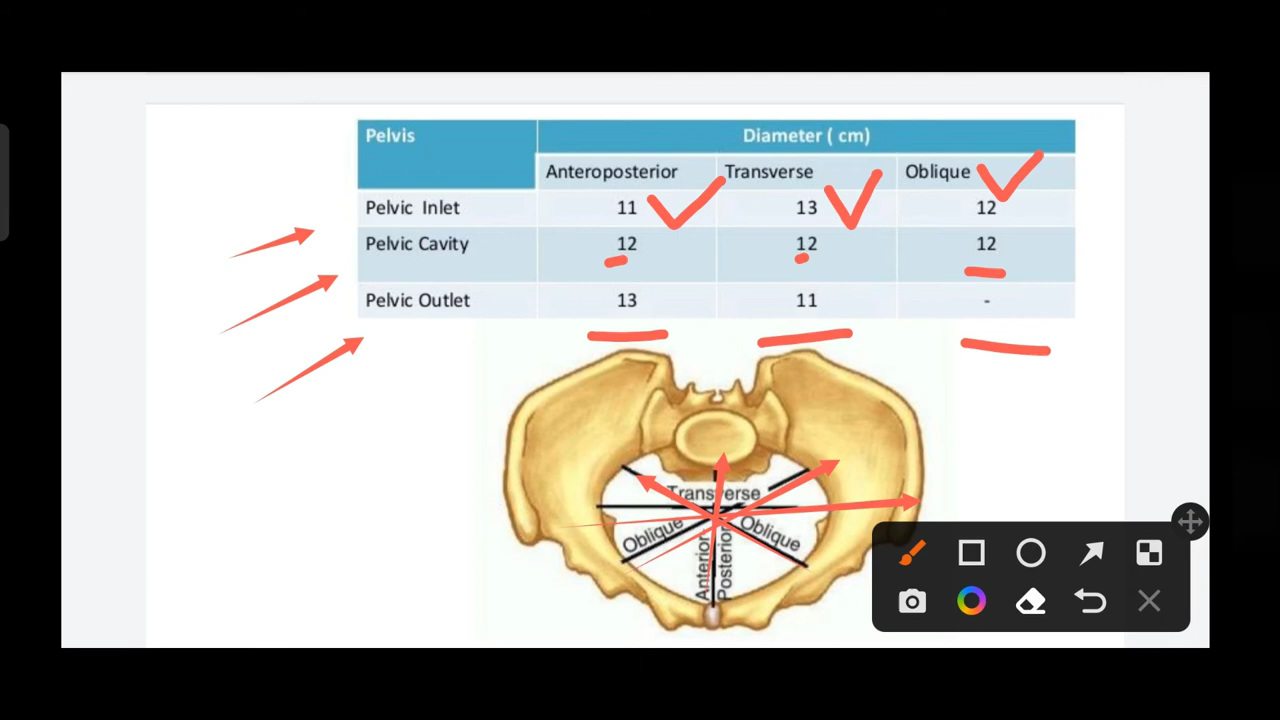 Pelvis Diameter ( cm)
Anteroposterior Transverse Oblique
Pelvic Inlet 11 13 12
Pelvic Cavity 12 12 12
Pelvic Outlet 13 11 -
Transverse
Oblique Oblique
Anterior
Posterior